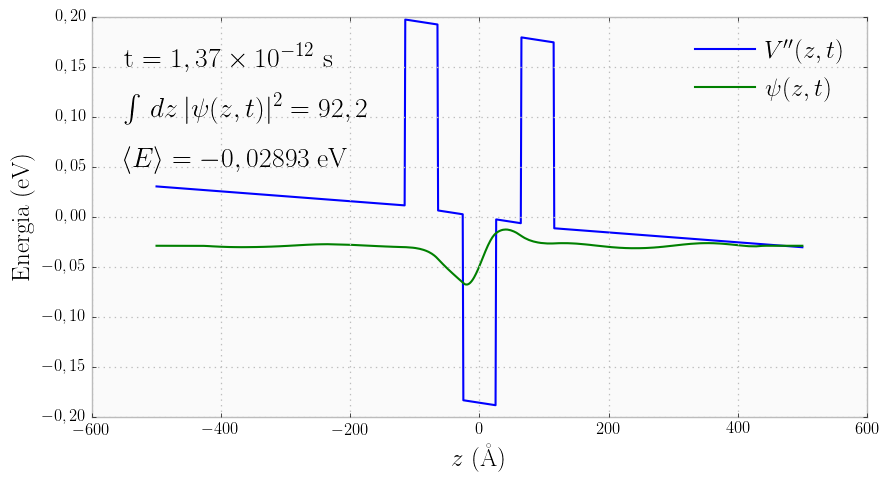 0,20
0,15
0,10
0,05
0,00
−0,05
−0,10
−0,15
−0,20
Energia (eV)
t = 1,37 × 10⁻¹² s
∫ dz |ψ(z,t)|² = 92,2
⟨E⟩ = −0,02893 eV
V′′(z,t)
ψ(z,t)
−600 −400 −200 0 200 400 600
z (Å)